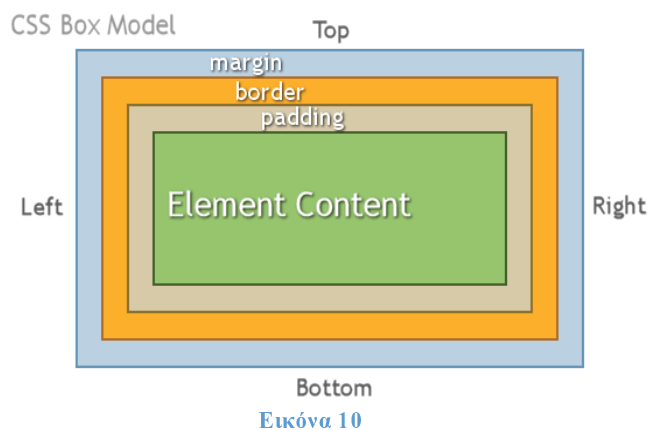 CSS Box Model
Top
margin
border
padding
Left
Element Content
Right
Bottom
Εικόνα 10